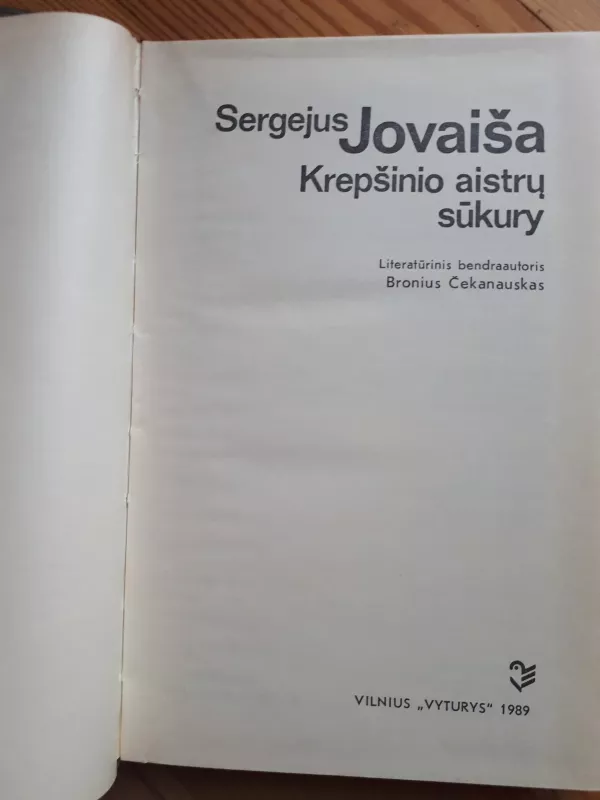 Sergejus Jovaiša
Krepšinio aistrų
sūkury
Literatūrinis bendraautoris
Bronius Čekanauskas
VILNIUS „VYTURYS“ 1989